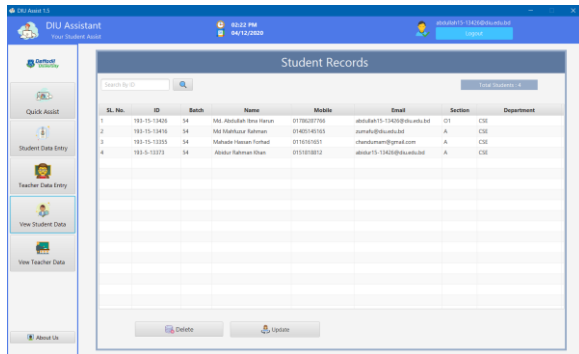 DIU Assist 1.5
DIU Assistant
Your Student Assist
02:22 PM
04/12/2020
abdullah15-13426@diu.edu.bd
Logout
Daffodil
Quick Assist
Student Data Entry
Teacher Data Entry
Vew Student Data
Vew Teacher Data
About Us
Student Records
Search By ID
Total Students : 4
SL. No. ID Batch Name Mobile Email Section Department
1 193-15-13426 54 Md. Abdullah Ibna Harun 01786207766 abdullah15-13426@diu.edu.bd O1 CSE
2 193-15-13416 54 Md Mahfuzur Rahman 01405145165 zumafu@diu.edu.bd A CSE
3 193-15-13355 54 Mahade Hassan Forhad 0116161651 chandumam@gmail.com A CSE
4 193-5-13373 54 Abidur Rahman Khan 0151818812 abidur15-13420@diu.edu.bd A CSE
Delete
Update